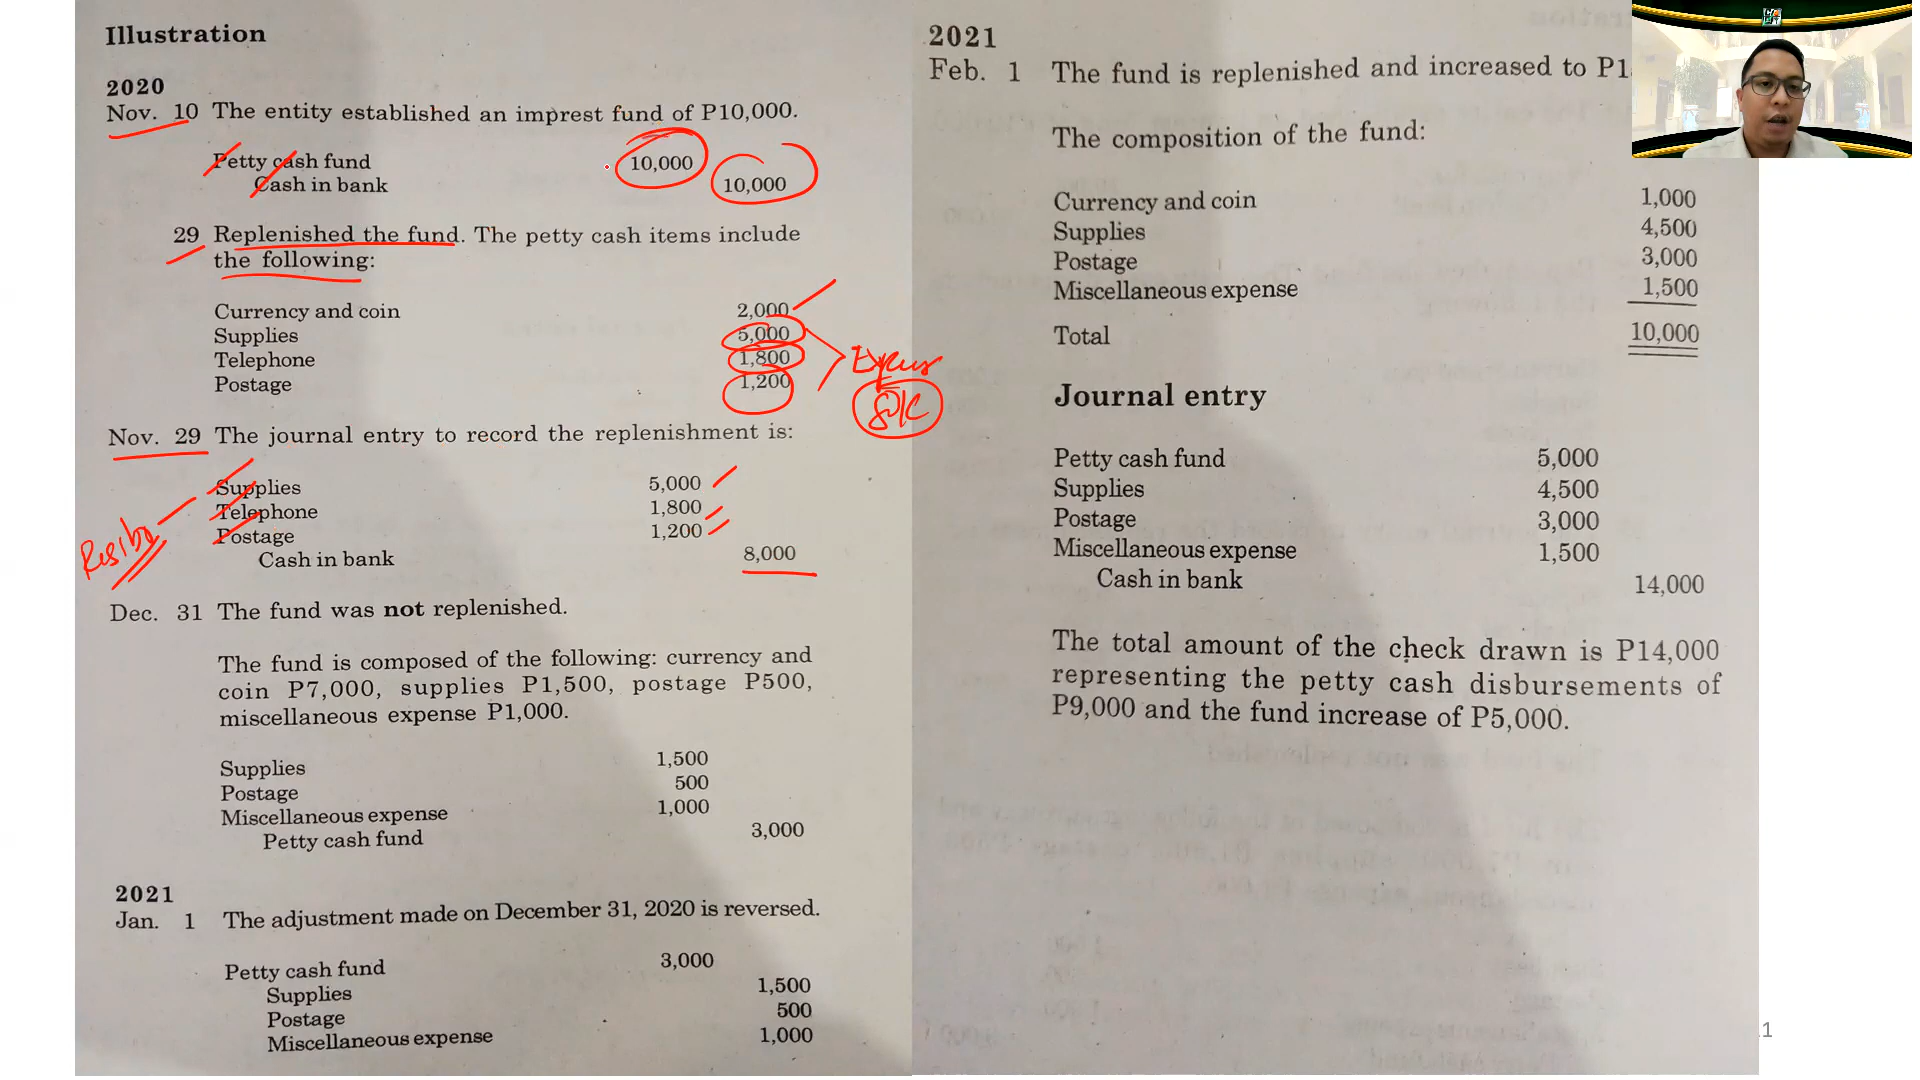 Illustration
2020
Nov. 10 The entity established an imprest fund of P10,000.
Petty cash fund 10,000
Cash in bank 10,000
29 Replenished the fund. The petty cash items include
the following:
Currency and coin 2,000
Supplies 5,000
Telephone 1,800
Postage 1,200
8K
Nov. 29 The journal entry to record the replenishment is:
Supplies 5,000
Telephone 1,800
Postage 1,200
Cash in bank 8,000
Dec. 31 The fund was not replenished.
The fund is composed of the following: currency and
coin P7,000, supplies P1,500, postage P500,
miscellaneous expense P1,000.
Supplies 1,500
Postage 500
Miscellaneous expense 1,000
Petty cash fund 3,000
2021
Jan. 1 The adjustment made on December 31, 2020 is reversed.
Petty cash fund 3,000
Supplies 1,500
Postage 500
Miscellaneous expense 1,000
2021
Feb. 1 The fund is replenished and increased to P1
The composition of the fund:
Currency and coin 1,000
Supplies 4,500
Postage 3,000
Miscellaneous expense 1,500
Total 10,000
Journal entry
Petty cash fund 5,000
Supplies 4,500
Postage 3,000
Miscellaneous expense 1,500
Cash in bank 14,000
The total amount of the check drawn is P14,000
representing the petty cash disbursements of
P9,000 and the fund increase of P5,000.